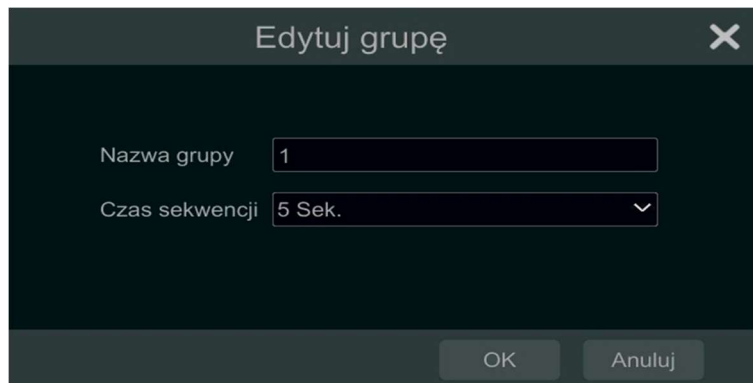 Edytuj grupę
Nazwa grupy 1
Czas sekwencji 5 Sek.
OK Anuluj